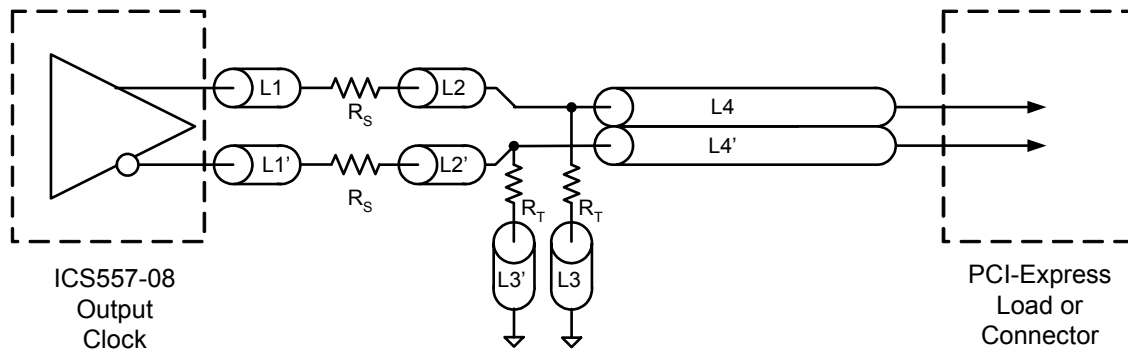 L1
R_S
L2
L4
L1’
R_S
L2’
L4’
R_T
R_T
L3’
L3
ICS557-08
Output
Clock
PCI-Express
Load or
Connector